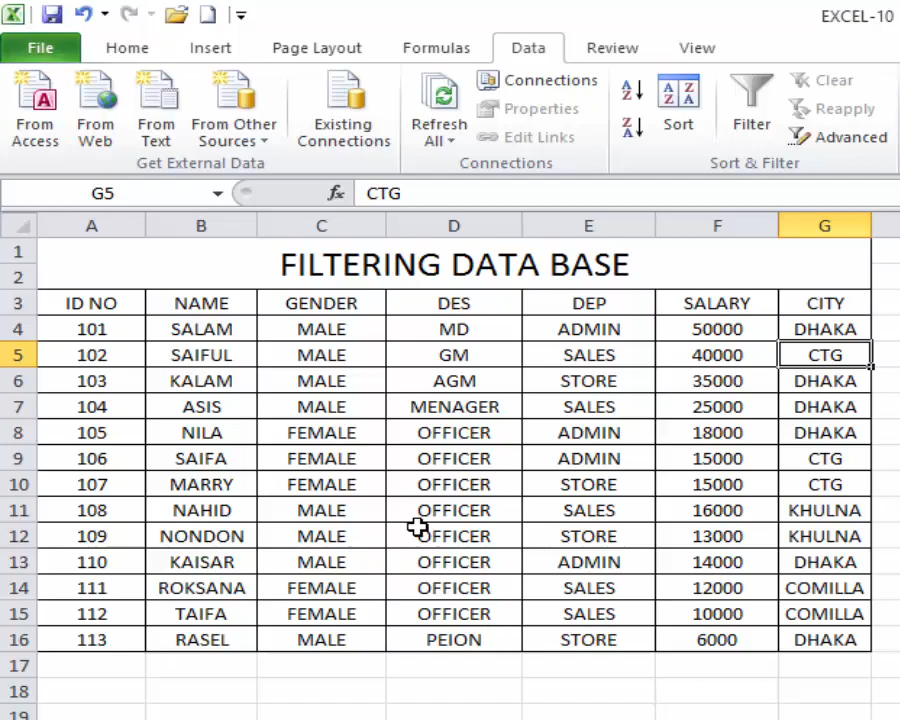 EXCEL-10
File Home Insert Page Layout Formulas Data Review View
From Access From Web From Text From Other Sources Existing Connections Refresh All Connections Properties Edit Links A Z Z A A Z Z A Sort Filter Clear Reapply Advanced
Get External Data Connections Sort & Filter
G5 fx CTG
A B C D E F G
1 FILTERING DATA BASE
2
3 ID NO NAME GENDER DES DEP SALARY CITY
4 101 SALAM MALE MD ADMIN 50000 DHAKA
5 102 SAIFUL MALE GM SALES 40000 CTG
6 103 KALAM MALE AGM STORE 35000 DHAKA
7 104 ASIS MALE MENAGER SALES 25000 DHAKA
8 105 NILA FEMALE OFFICER ADMIN 18000 DHAKA
9 106 SAIFA FEMALE OFFICER ADMIN 15000 CTG
10 107 MARRY FEMALE OFFICER STORE 15000 CTG
11 108 NAHID MALE OFFICER SALES 16000 KHULNA
12 109 NONDON MALE OFFICER STORE 13000 KHULNA
13 110 KAISAR MALE OFFICER ADMIN 14000 DHAKA
14 111 ROKSANA FEMALE OFFICER SALES 12000 COMILLA
15 112 TAIFA FEMALE OFFICER SALES 10000 COMILLA
16 113 RASEL MALE PEION STORE 6000 DHAKA
17
18
19